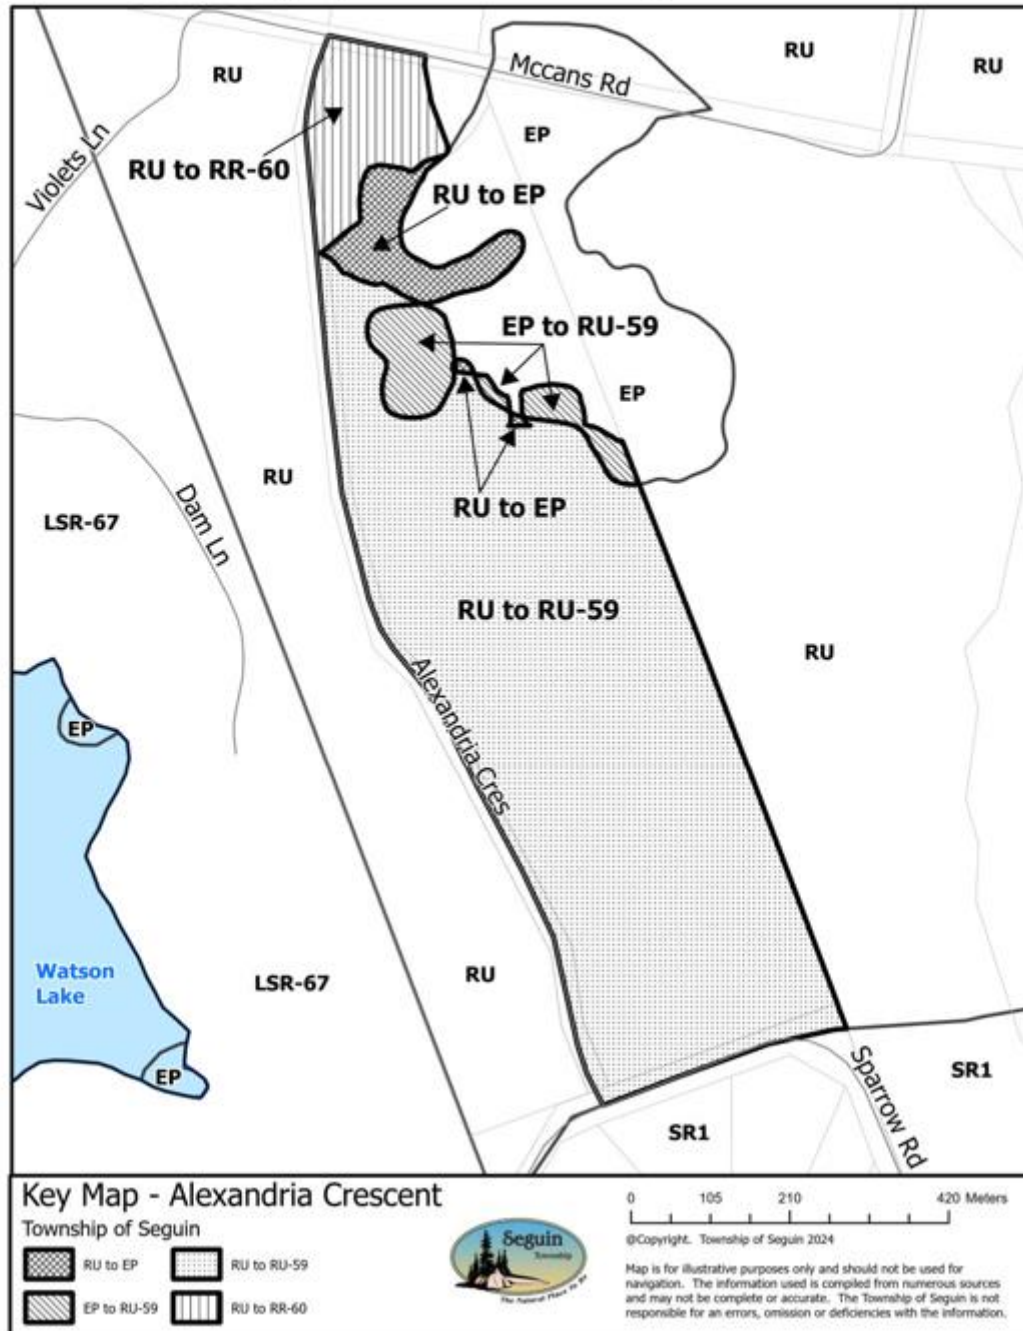 RU
Mccans Rd
RU
RU
Violets Ln
EP
RU to RR-60
RU to EP
EP to RU-59
EP
RU
RU to EP
LSR-67
Dam Ln
RU to RU-59
RU
Alexandria Cres
EP
Watson
Lake
LSR-67
RU
EP
Sparrow Rd
SR1
SR1
Key Map - Alexandria Crescent
Township of Seguin
RU to EP
RU to RU-59
EP to RU-59
RU to RR-60
Seguin
Township
The Natural Place To Be
0 105 210 420 Meters
@Copyright. Township of Seguin 2024
Map is for illustrative purposes only and should not be used for
navigation. The information used is compiled from numerous sources
and may not be complete or accurate. The Township of Seguin is not
responsible for an errors, omission or deficiencies with the information.